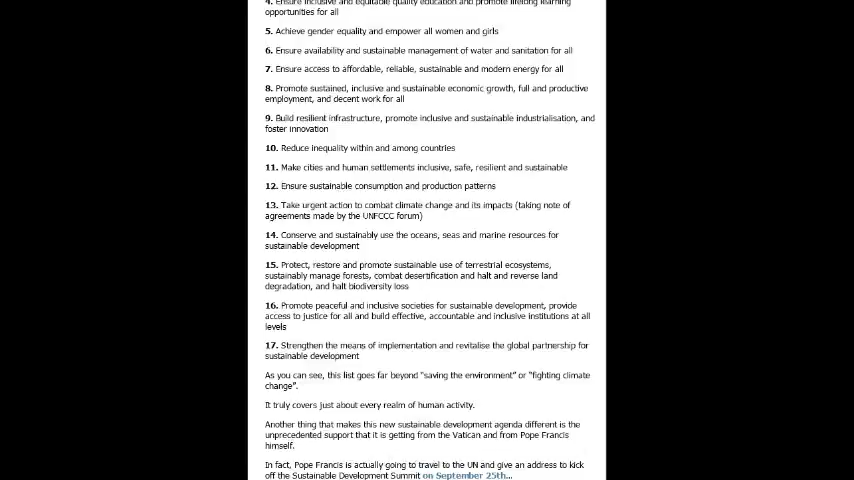 4. Ensure inclusive and equitable quality education and promote lifelong learning
opportunities for all
5. Achieve gender equality and empower all women and girls
6. Ensure availability and sustainable management of water and sanitation for all
7. Ensure access to affordable, reliable, sustainable and modern energy for all
8. Promote sustained, inclusive and sustainable economic growth, full and productive
employment, and decent work for all
9. Build resilient infrastructure, promote inclusive and sustainable industrialisation, and
foster innovation
10. Reduce inequality within and among countries
11. Make cities and human settlements inclusive, safe, resilient and sustainable
12. Ensure sustainable consumption and production patterns
13. Take urgent action to combat climate change and its impacts (taking note of
agreements made by the UNFCCC forum)
14. Conserve and sustainably use the oceans, seas and marine resources for
sustainable development
15. Protect, restore and promote sustainable use of terrestrial ecosystems,
sustainably manage forests, combat desertification and halt and reverse land
degradation, and halt biodiversity loss
16. Promote peaceful and inclusive societies for sustainable development, provide
access to justice for all and build effective, accountable and inclusive institutions at all
levels
17. Strengthen the means of implementation and revitalise the global partnership for
sustainable development
As you can see, this list goes far beyond “saving the environment” or “fighting climate
change”.
It truly covers just about every realm of human activity.
Another thing that makes this new sustainable development agenda different is the
unprecedented support that it is getting from the Vatican and from Pope Francis
himself.
In fact, Pope Francis is actually going to travel to the UN and give an address to kick
off the Sustainable Development Summit on September 25th...